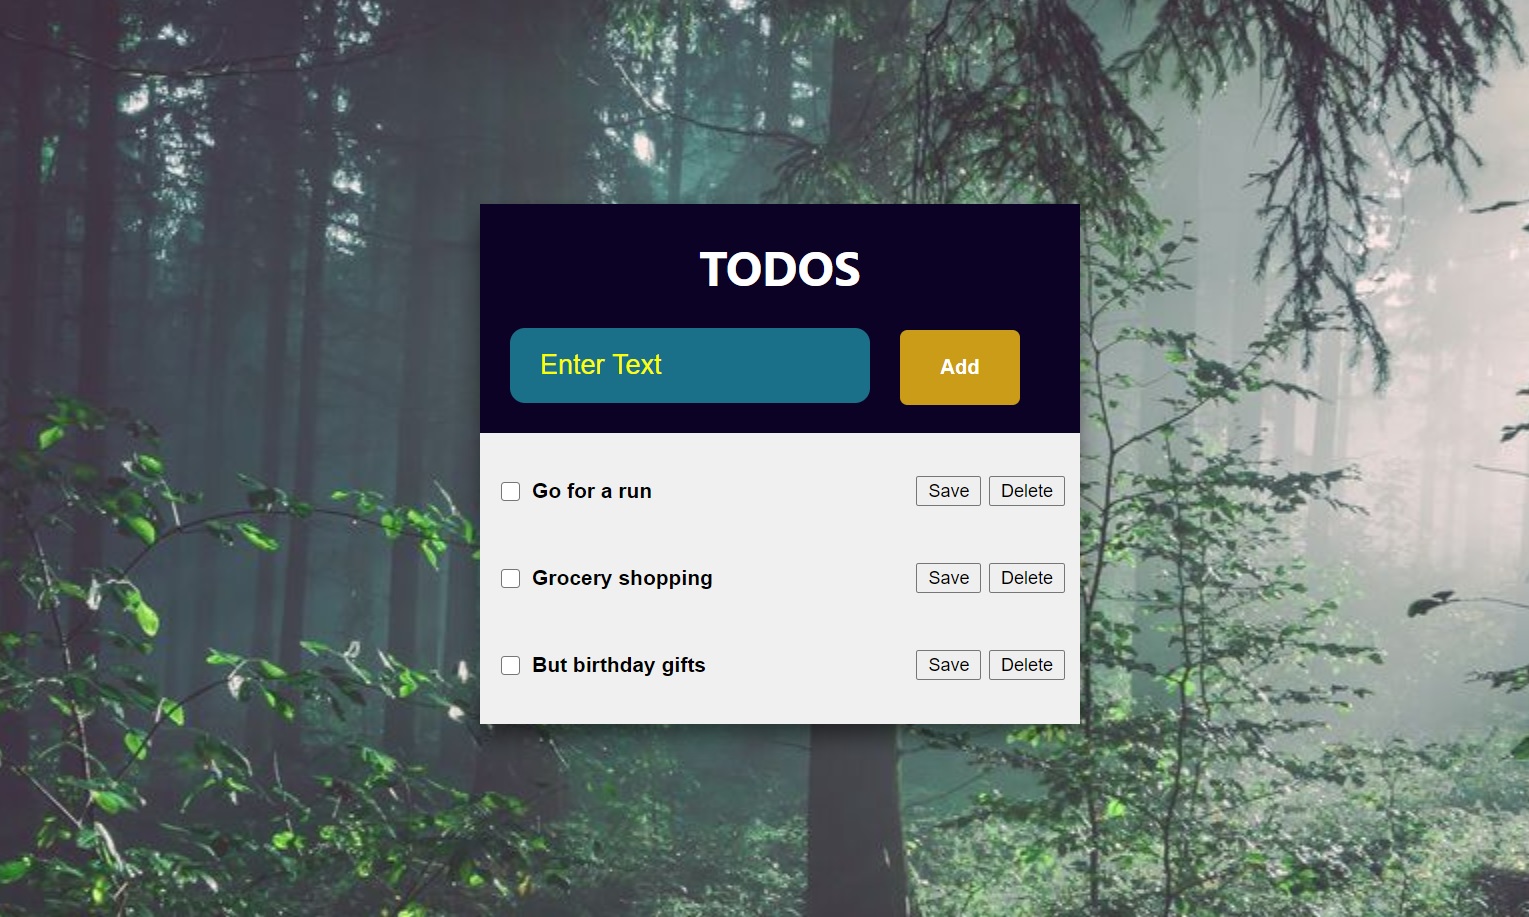 TODOS
Enter Text Add
Go for a run Save Delete
Grocery shopping Save Delete
But birthday gifts Save Delete